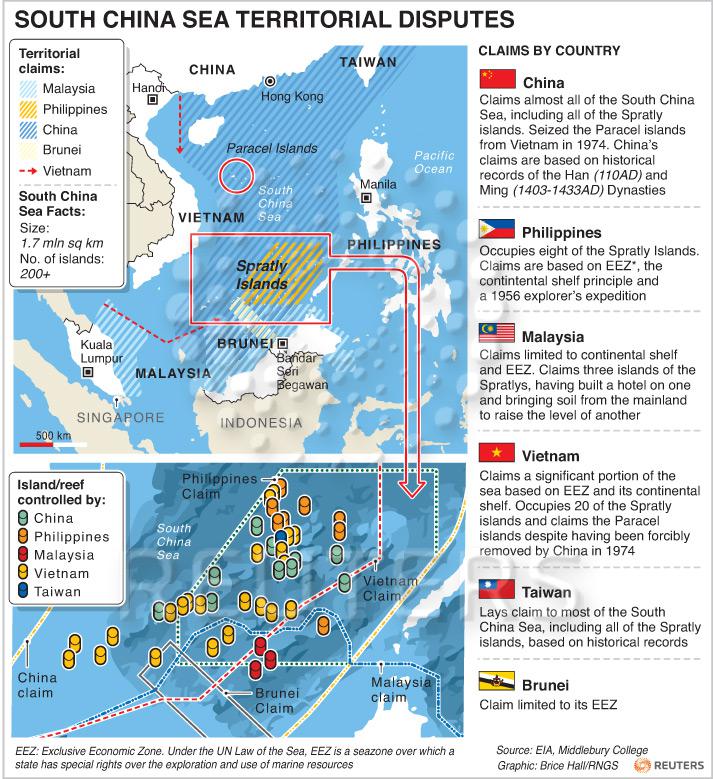 SOUTH CHINA SEA TERRITORIAL DISPUTES
Territorial
claims:
Malaysia
Philippines
China
Brunei
Vietnam
South China
Sea Facts:
Size:
1.7 mln sq km
No. of islands:
200+
CHINA
TAIWAN
Hanoi
Hong Kong
Paracel Islands
Pacific
Ocean
South
China
Sea
Manila
VIETNAM
PHILIPPINES
Spratly
Islands
BRUNEI
Kuala
Lumpur
Bandar
Seri
Begawan
MALAYSIA
SINGAPORE
INDONESIA
500 km
Island/reef
controlled by:
China
Philippines
Malaysia
Vietnam
Taiwan
Philippines
Claim
South
China
Sea
Vietnam
Claim
China
claim
Brunei
Claim
Malaysia
claim
CLAIMS BY COUNTRY
China
Claims almost all of the South China
Sea, including all of the Spratly
islands. Seized the Paracel islands
from Vietnam in 1974. China's
claims are based on historical
records of the Han (110AD) and
Ming (1403-1433AD) Dynasties
Philippines
Occupies eight of the Spratly Islands.
Claims are based on EEZ*, the
contintental shelf principle and
a 1956 explorer's expedition
Malaysia
Claims limited to continental shelf
and EEZ. Claims three islands of the
Spratlys, having built a hotel on one
and bringing soil from the mainland
to raise the level of another
Vietnam
Claims a significant portion of the
sea based on EEZ and its continental
shelf. Occupies 20 of the Spratly
islands and claims the Paracel
islands despite having been forcibly
removed by China in 1974
Taiwan
Lays claim to most of the South
China Sea, including all of the Spratly
islands, based on historical records
Brunei
Claim limited to its EEZ
EEZ: Exclusive Economic Zone. Under the UN Law of the Sea, EEZ is a seazone over which a
state has special rights over the exploration and use of marine resources
Source: EIA, Middlebury College
Graphic: Brice Hall/RNGS
REUTERS
REUTERS